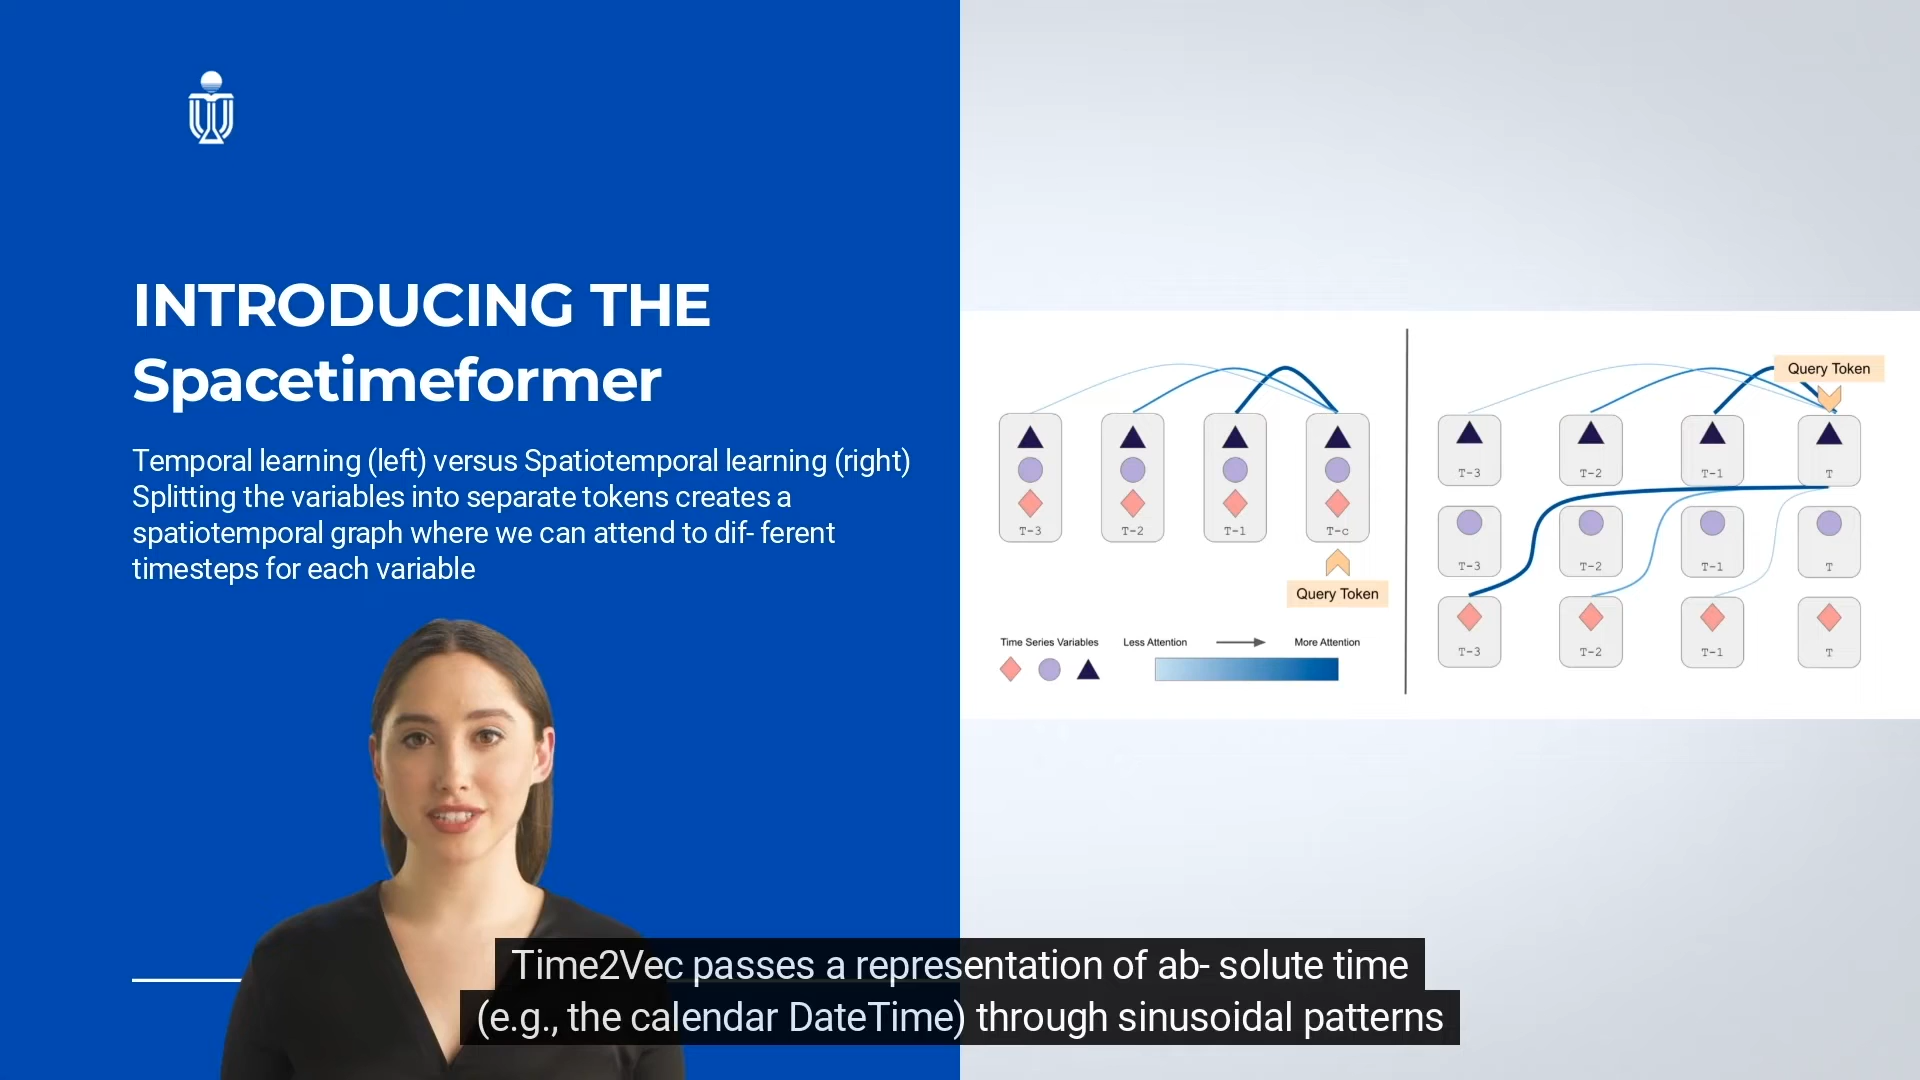 INTRODUCING THE
Spacetimeformer
Temporal learning (left) versus Spatiotemporal learning (right)
Splitting the variables into separate tokens creates a
spatiotemporal graph where we can attend to dif- ferent
timesteps for each variable
T-3 T-2 T-1 T-c
Query Token
Time Series Variables Less Attention More Attention
Query Token
T-3 T-2 T-1 T
T-3 T-2 T-1 T
T-3 T-2 T-1 T
Time2Vec passes a representation of ab- solute time
(e.g., the calendar DateTime) through sinusoidal patterns